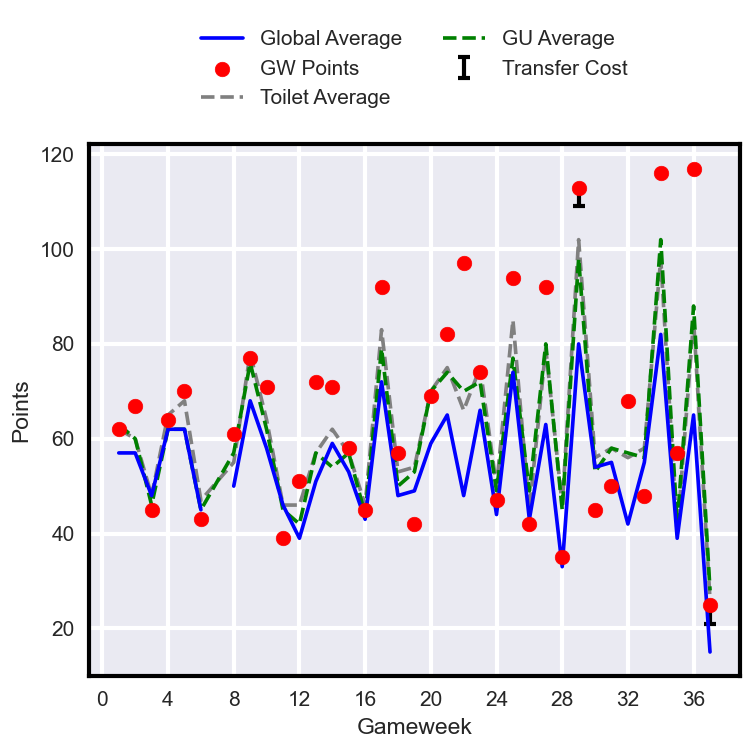 Global Average
GW Points
Toilet Average
GU Average
Transfer Cost
120
100
80
60
40
20
Points
0 4 8 12 16 20 24 28 32 36
Gameweek